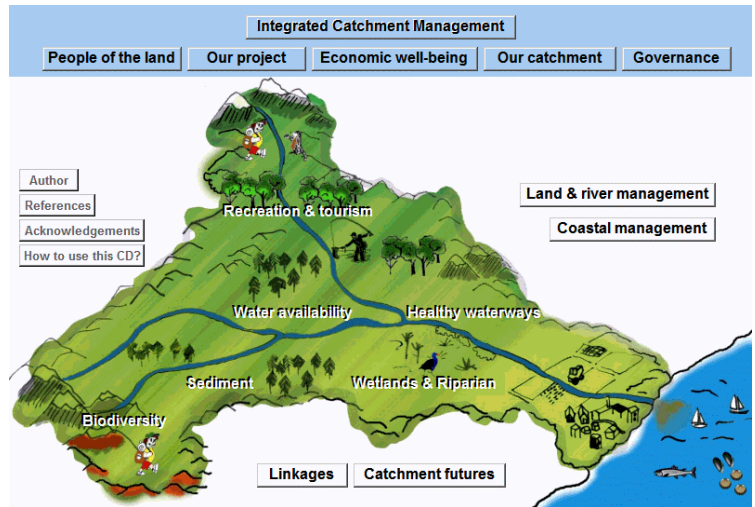 Integrated Catchment Management
People of the land
Our project
Economic well-being
Our catchment
Governance
Author
References
Acknowledgements
How to use this CD?
Land & river management
Coastal management
Recreation & tourism
Water availability
Healthy waterways
Sediment
Wetlands & Riparian
Biodiversity
Linkages
Catchment futures